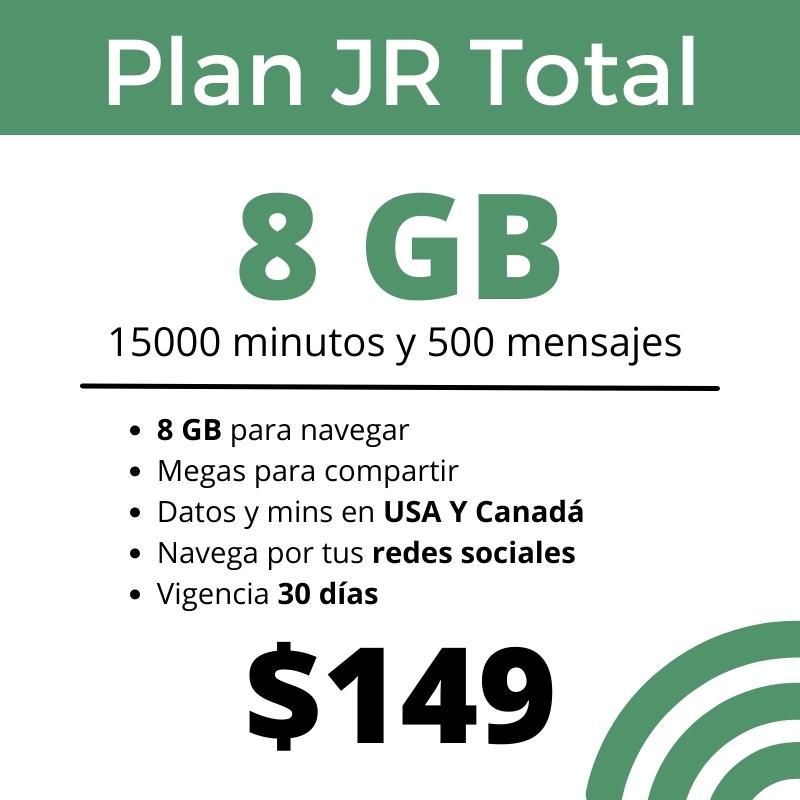 Plan JR Total
8 GB
15000 minutos y 500 mensajes
• 8 GB para navegar
• Megas para compartir
• Datos y mins en USA Y Canadá
• Navega por tus redes sociales
• Vigencia 30 días
$149